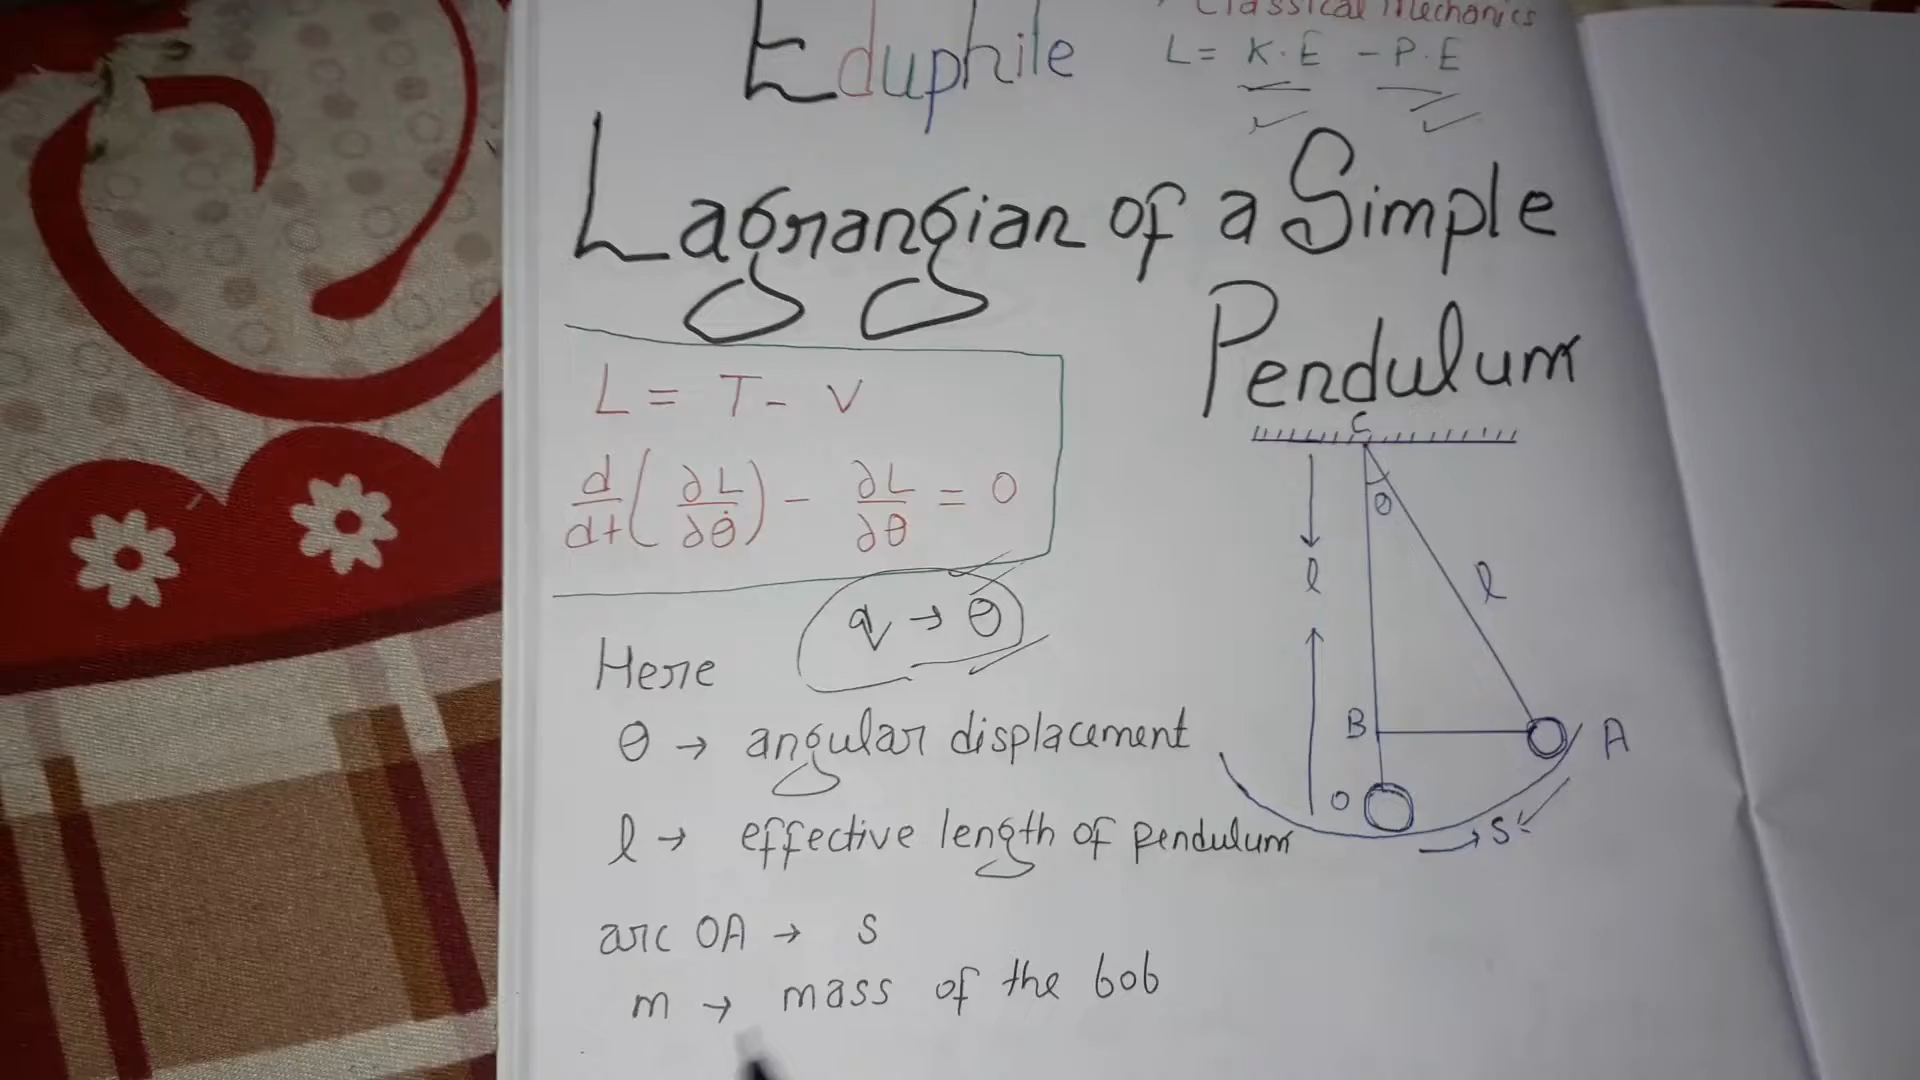 Classical Mechanics
Eduphile
L = K.E - P.E
Lagrangian of a Simple
Pendulum
L = T - V
d/dt (∂L/∂θ̇) - ∂L/∂θ = 0
q → θ
Here
θ → angular displacement
l → effective length of pendulum
arc OA → s
m → mass of the bob
C
θ
l
l
B
A
O
→ s